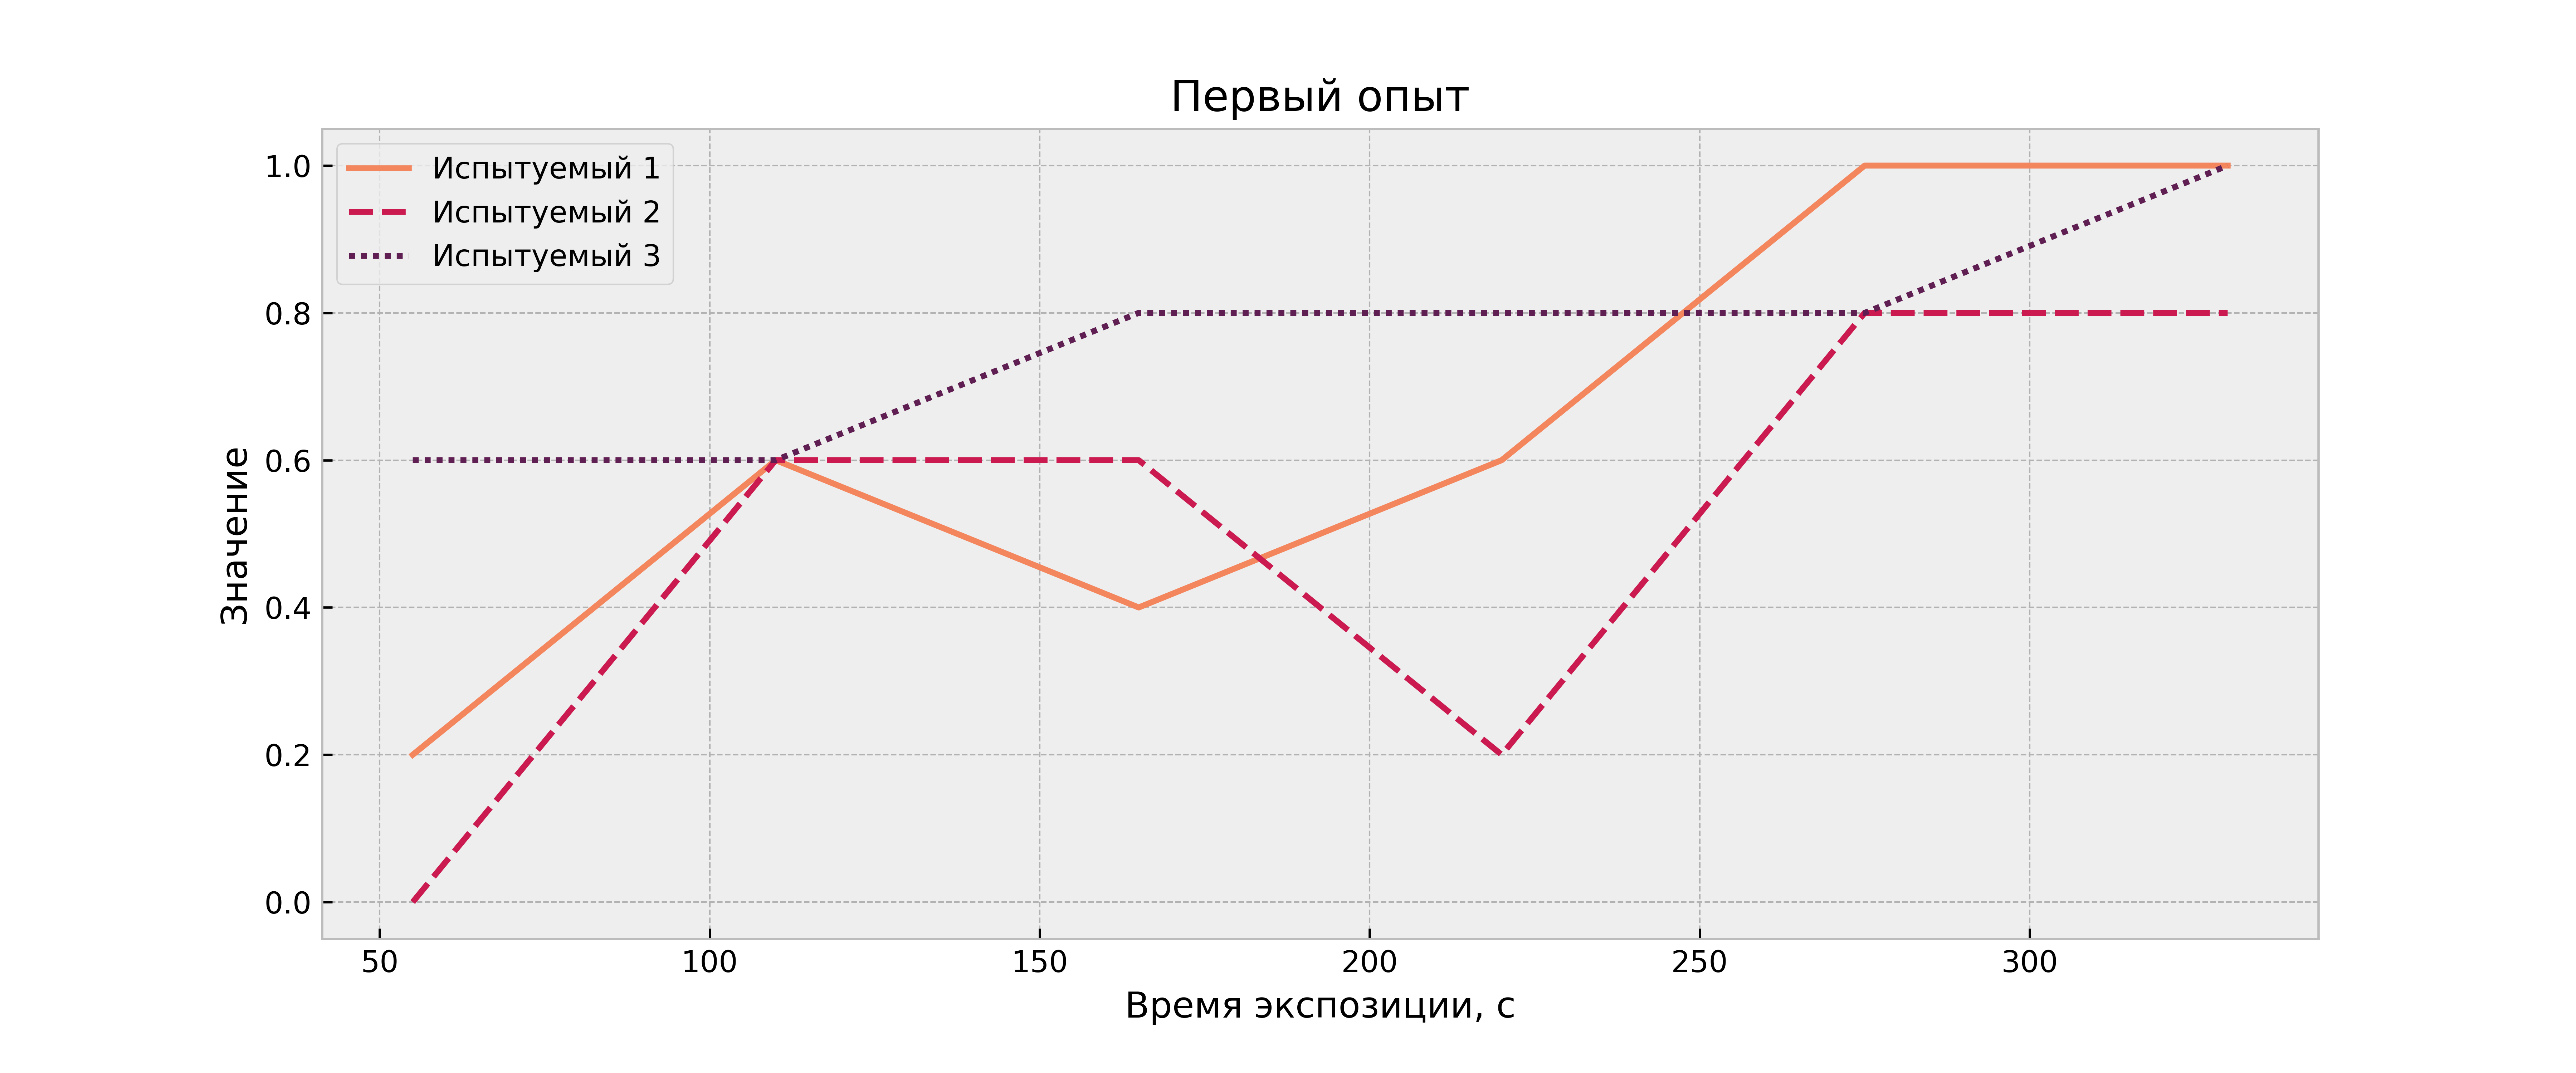 Первый опыт
Испытуемый 1
Испытуемый 2
Испытуемый 3
Значение
1.0
0.8
0.6
0.4
0.2
0.0
50 100 150 200 250 300
Время экспозиции, с